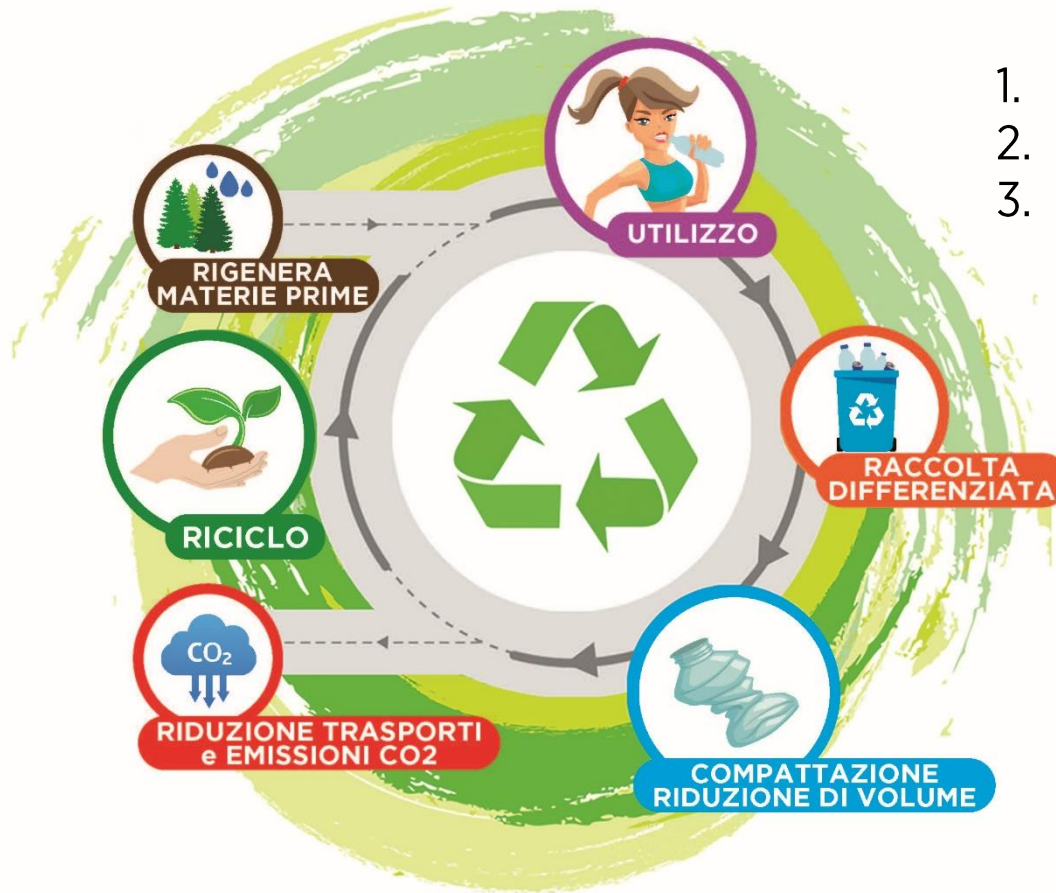 1.
2.
3.
UTILIZZO
RIGENERA
MATERIE PRIME
RACCOLTA
DIFFERENZIATA
RICICLO
CO₂
RIDUZIONE TRASPORTI
e EMISSIONI CO2
COMPATTAZIONE
RIDUZIONE DI VOLUME